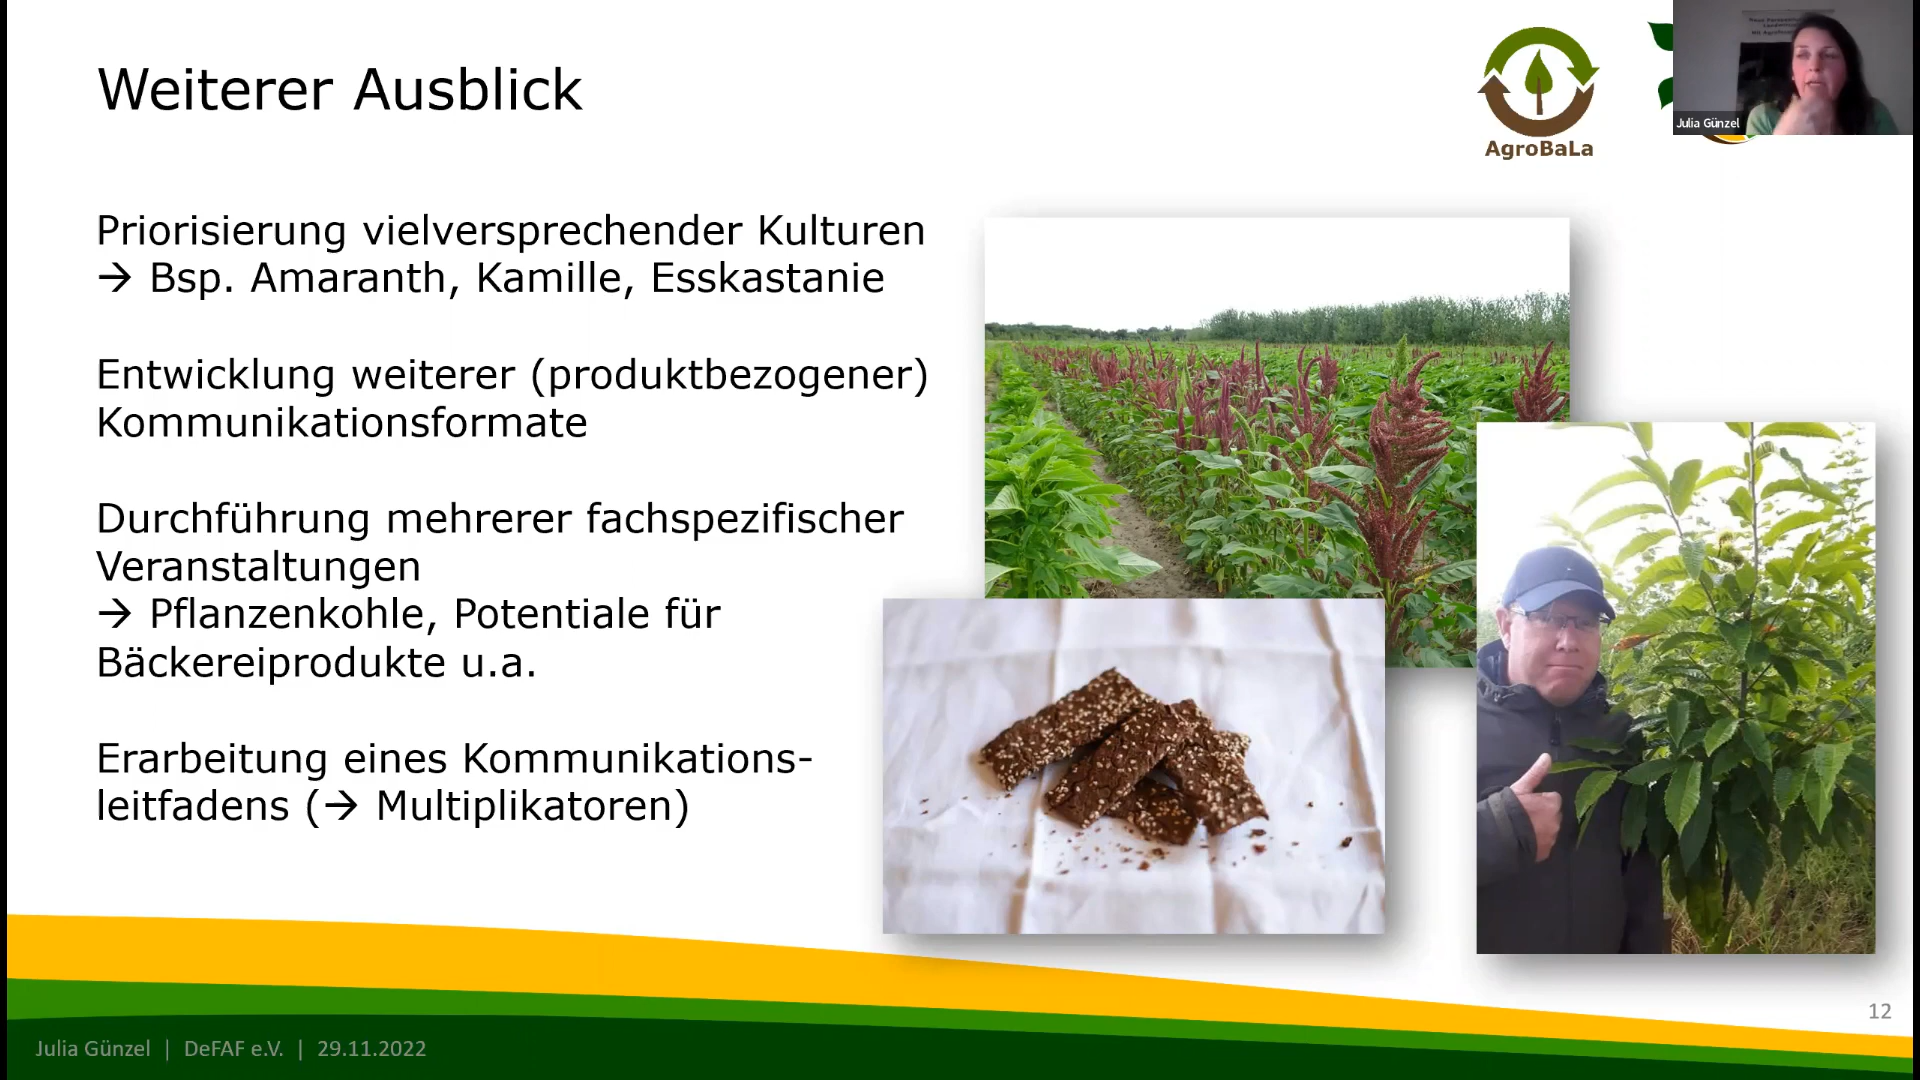 Weiterer Ausblick
AgroBaLa
Julia Günzel
Priorisierung vielversprechender Kulturen
→ Bsp. Amaranth, Kamille, Esskastanie
Entwicklung weiterer (produktbezogener)
Kommunikationsformate
Durchführung mehrerer fachspezifischer
Veranstaltungen
→ Pflanzenkohle, Potentiale für
Bäckereiprodukte u.a.
Erarbeitung eines Kommunikations-
leitfadens (→ Multiplikatoren)
12
Julia Günzel | DeFAF e.V. | 29.11.2022